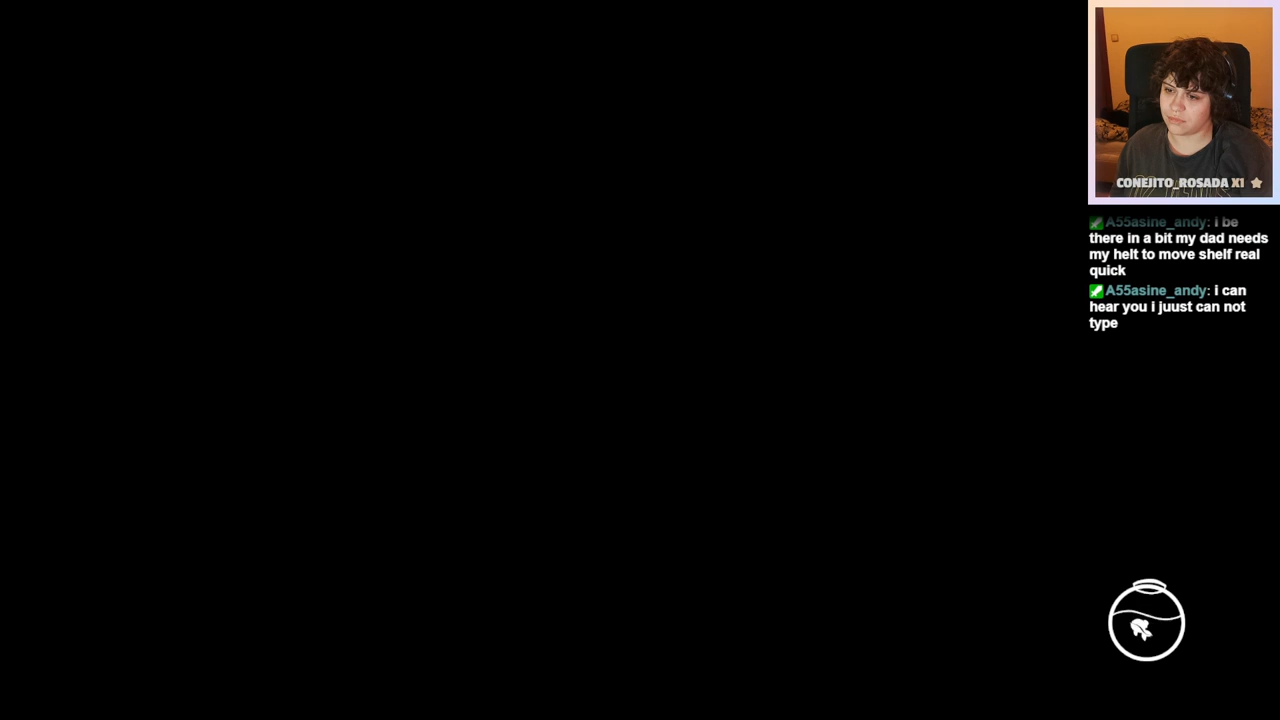 CONEJITO_ROSADA X1
A55asine_andy: i be
there in a bit my dad needs
my helt to move shelf real
quick
A55asine_andy: i can
hear you i juust can not
type